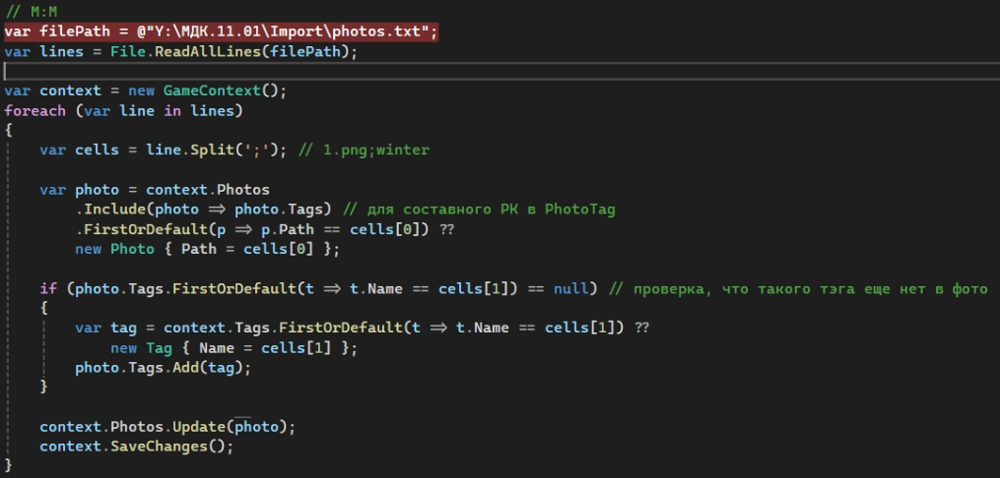 // M:M
var filePath = @"Y:\МДК.11.01\Import\photos.txt";
var lines = File.ReadAllLines(filePath);
var context = new GameContext();
foreach (var line in lines)
{
var cells = line.Split(';'); // 1.png;winter
var photo = context.Photos
.Include(photo => photo.Tags) // для составного PK в PhotoTag
.FirstOrDefault(p => p.Path == cells[0]) ??
new Photo { Path = cells[0] };
if (photo.Tags.FirstOrDefault(t => t.Name == cells[1]) == null) // проверка, что такого тэга еще нет в фото
{
var tag = context.Tags.FirstOrDefault(t => t.Name == cells[1]) ??
new Tag { Name = cells[1] };
photo.Tags.Add(tag);
}
context.Photos.Update(photo);
context.SaveChanges();
}